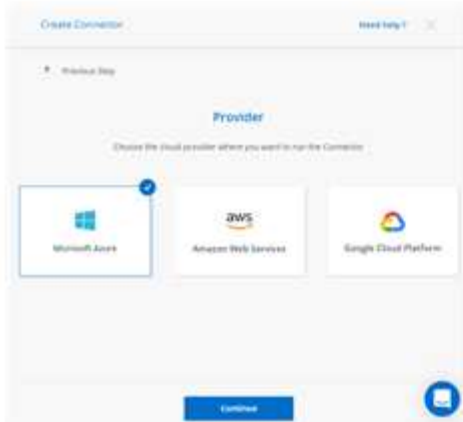 Create Connector
Need help?
Previous Step
Provider
Choose the cloud provider where you want to run the Connector
Microsoft Azure
aws
Amazon Web Services
Google Cloud Platform
Continue